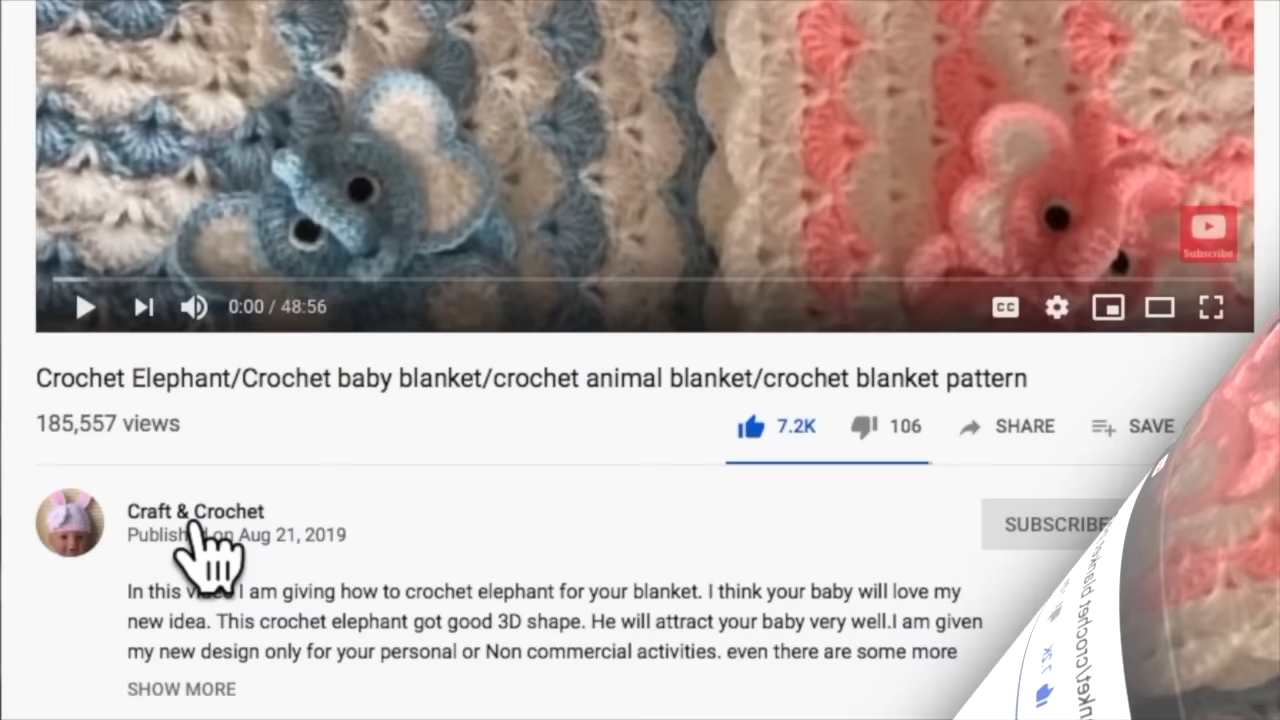 Subscribe
0:00 / 48:56
CC
Crochet Elephant/Crochet baby blanket/crochet animal blanket/crochet blanket pattern
185,557 views
7.2K
106
SHARE
SAVE
Craft & Crochet
on Aug 21, 2019
SUBSCRIBE
In this I am giving how to crochet elephant for your blanket. I think your baby will love my
new idea. This crochet elephant got good 3D shape. He will attract your baby very well.I am given
my new design only for your personal or Non commercial activities. even there are some more
SHOW MORE